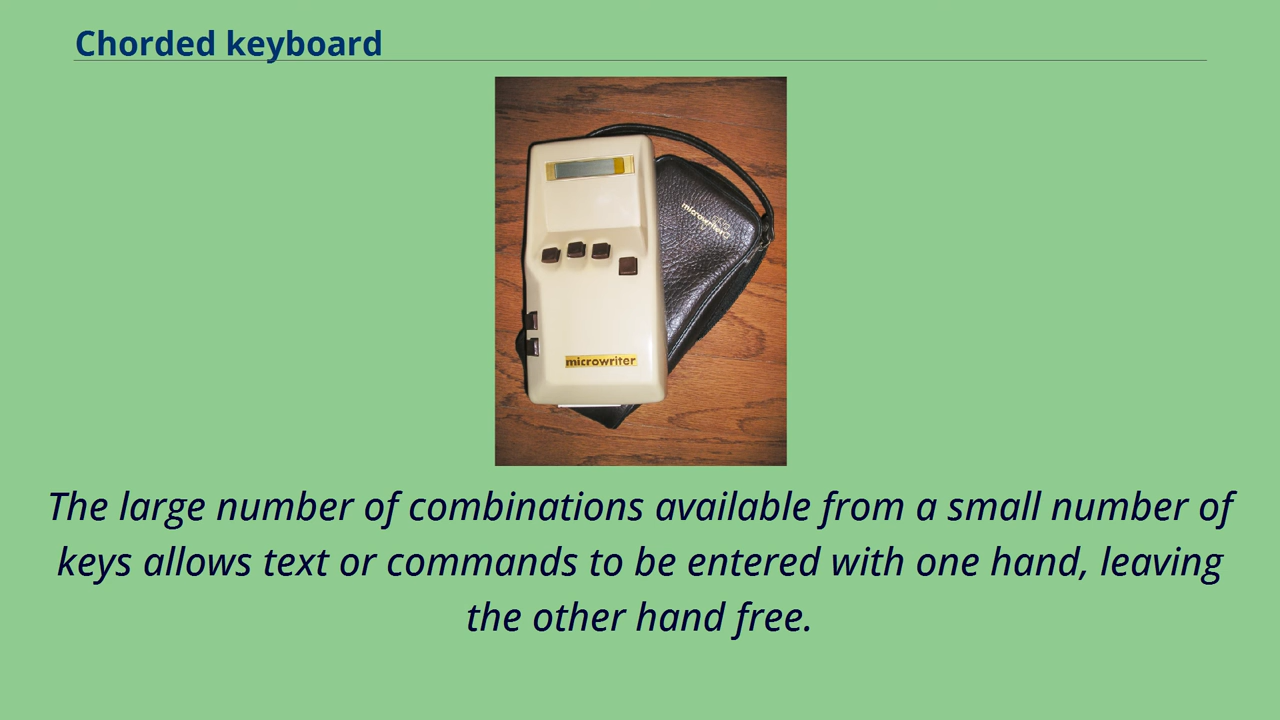 Chorded keyboard
microwriter
microwriter
The large number of combinations available from a small number of
keys allows text or commands to be entered with one hand, leaving
the other hand free.